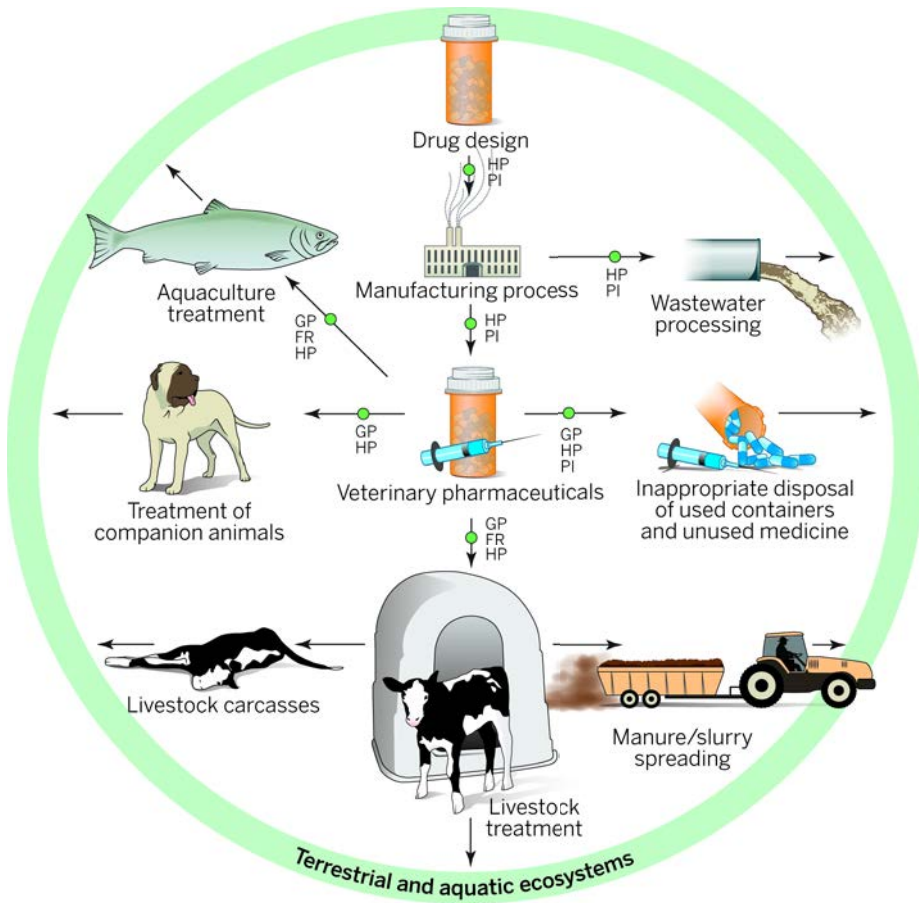 Drug design
HP
PI
Manufacturing process
HP
PI
Wastewater
processing
Aquaculture
treatment
HP
PI
GP
FR
HP
GP
HP
GP
HP
PI
Treatment of
companion animals
Veterinary pharmaceuticals
Inappropriate disposal
of used containers
and unused medicine
GP
FR
HP
Livestock carcasses
Manure/slurry
spreading
Livestock
treatment
Terrestrial and aquatic ecosystems